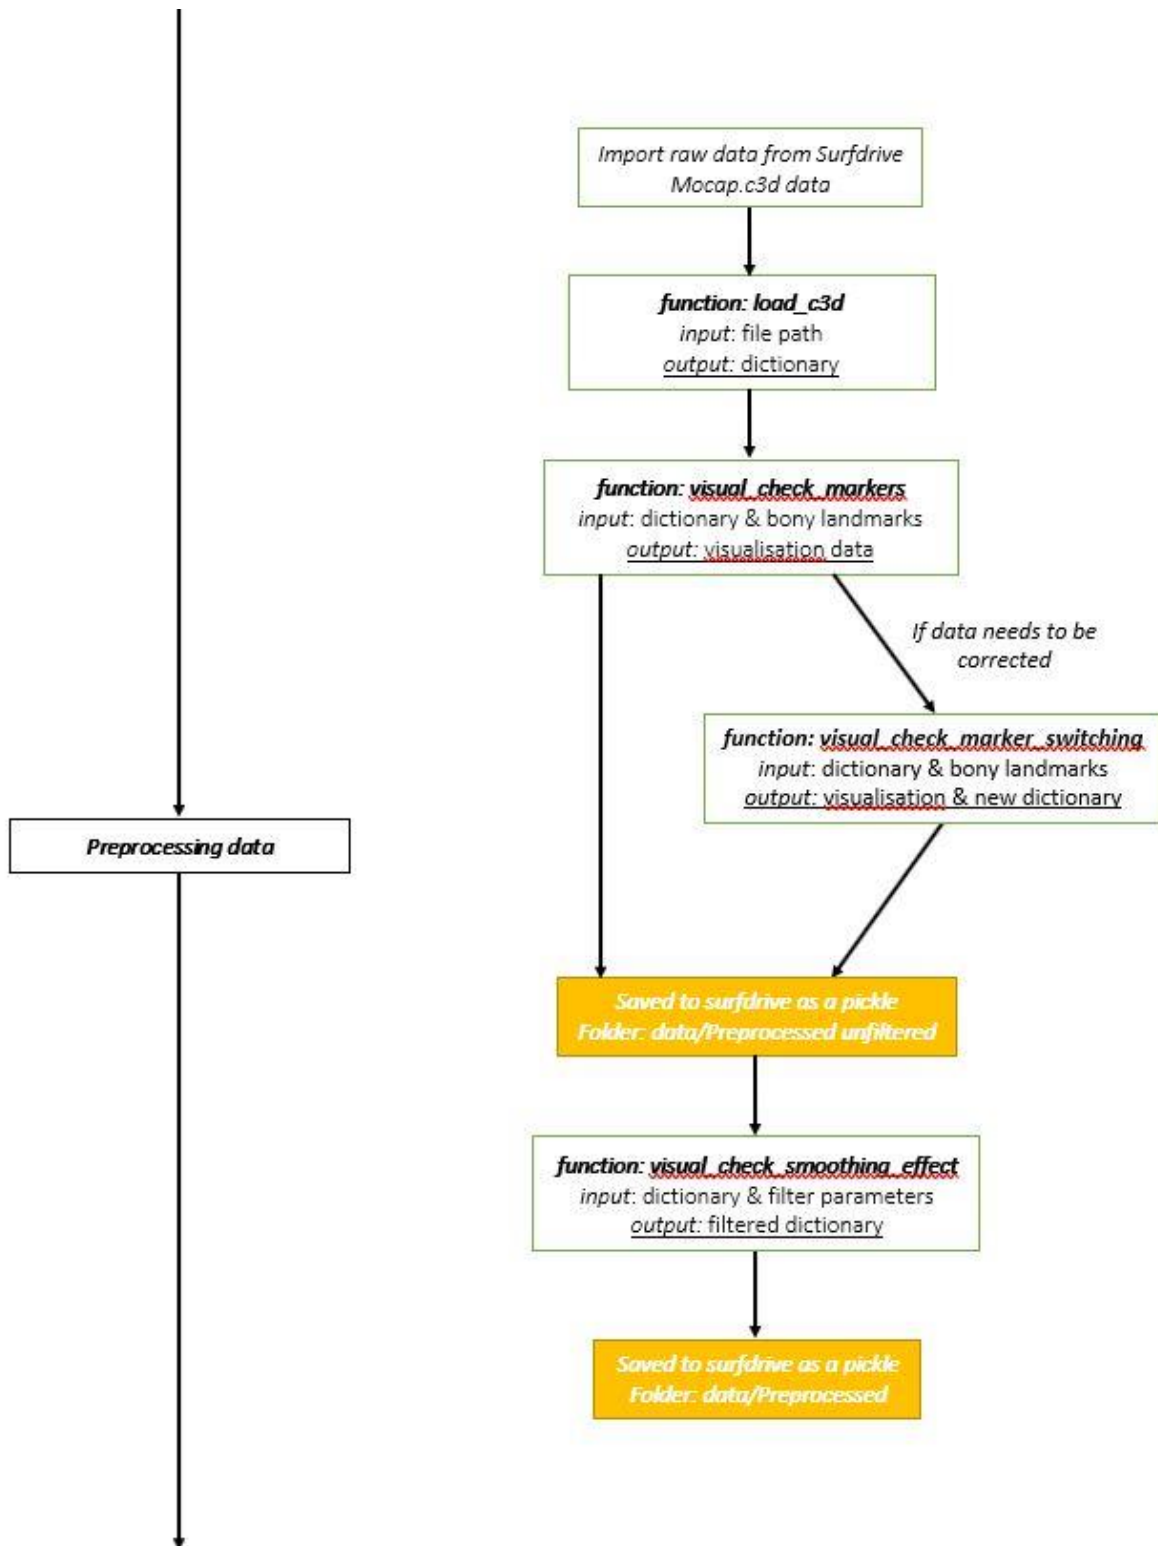 Import raw data from Surfdrive
Mocap.c3d data
function: load_c3d
input: file path
output: dictionary
function: visual_check_markers
input: dictionary & bony landmarks
output: visualisation data
If data needs to be
corrected
function: visual_check_marker_switching
input: dictionary & bony landmarks
output: visualisation & new dictionary
Preprocessing data
Saved to surfdrive as a pickle
Folder: data/Preprocessed unfiltered
function: visual_check_smoothing_effect
input: dictionary & filter parameters
output: filtered dictionary
Saved to surfdrive as a pickle
Folder: data/Preprocessed